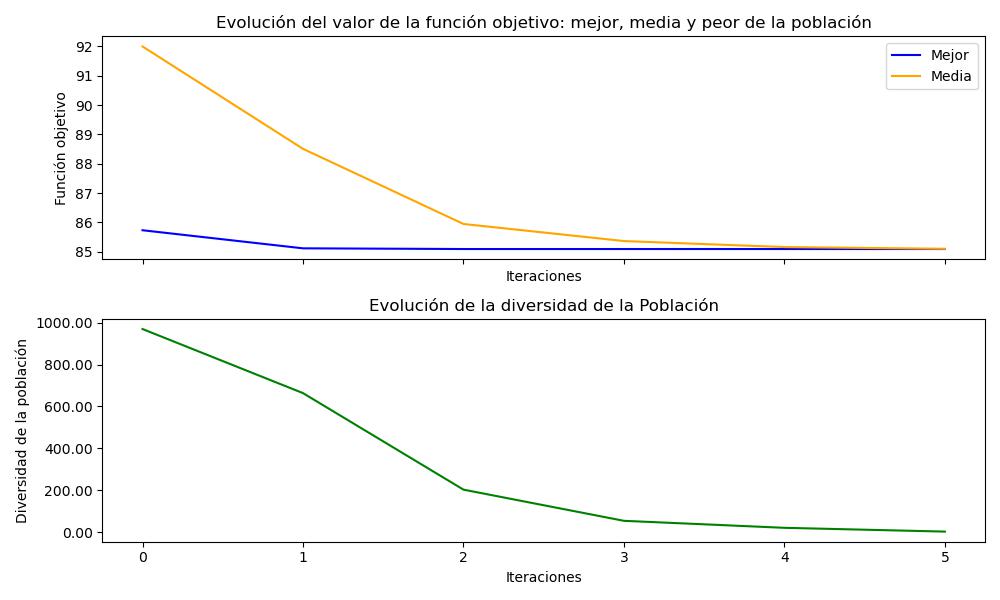 Evolución del valor de la función objetivo: mejor, media y peor de la población
92
91
90
89
88
87
86
85
Función objetivo
Mejor
Media
Iteraciones
Evolución de la diversidad de la Población
1000.00
800.00
600.00
400.00
200.00
0.00
Diversidad de la población
0 1 2 3 4 5
Iteraciones